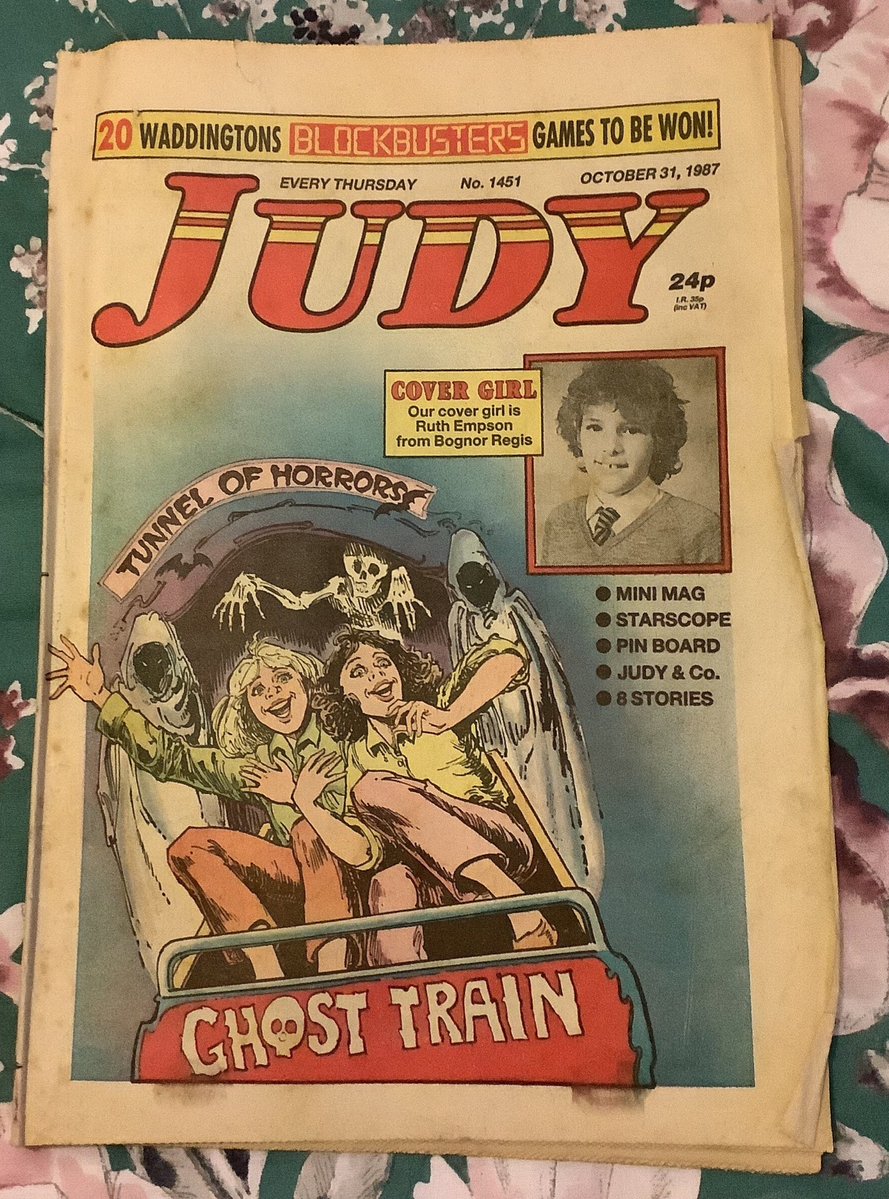 20 WADDINGTONS BLOCKBUSTERS GAMES TO BE WON!
EVERY THURSDAY No. 1451 OCTOBER 31, 1987
JUDY
24p
I.R. 35p
(inc VAT)
COVER GIRL
Our cover girl is
Ruth Empson
from Bognor Regis
TUNNEL OF HORRORS
● MINI MAG
● STARSCOPE
● PIN BOARD
● JUDY & Co.
● 8 STORIES
GHOST TRAIN